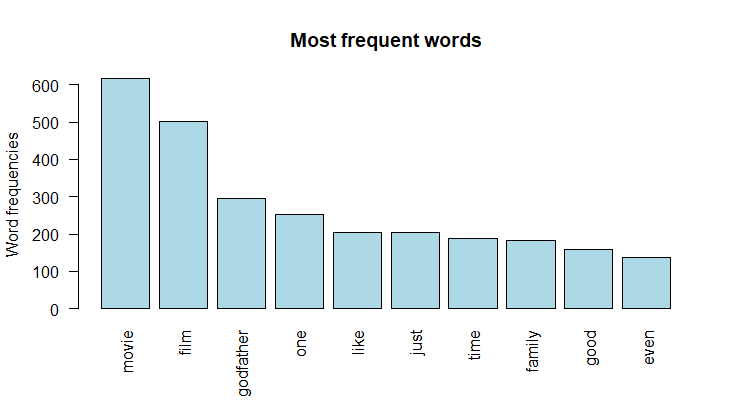 Most frequent words
Word frequencies
600
500
400
300
200
100
0
movie
film
godfather
one
like
just
time
family
good
even